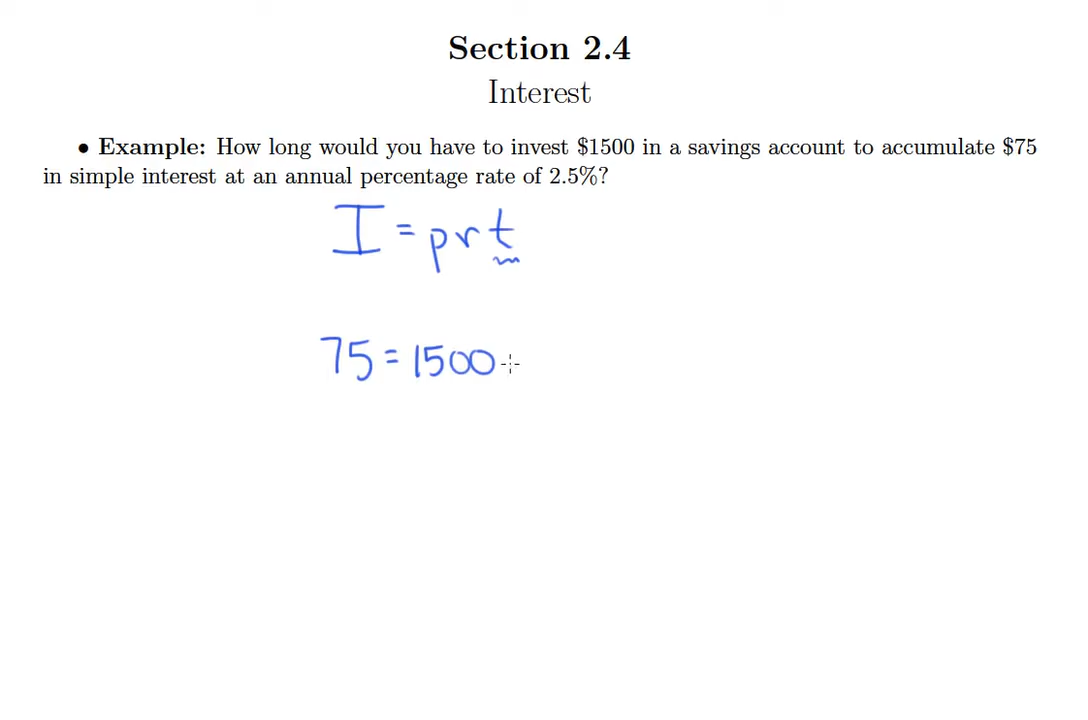 Section 2.4
Interest
• Example: How long would you have to invest $1500 in a savings account to accumulate $75
in simple interest at an annual percentage rate of 2.5%?
I = prt
75 = 1500